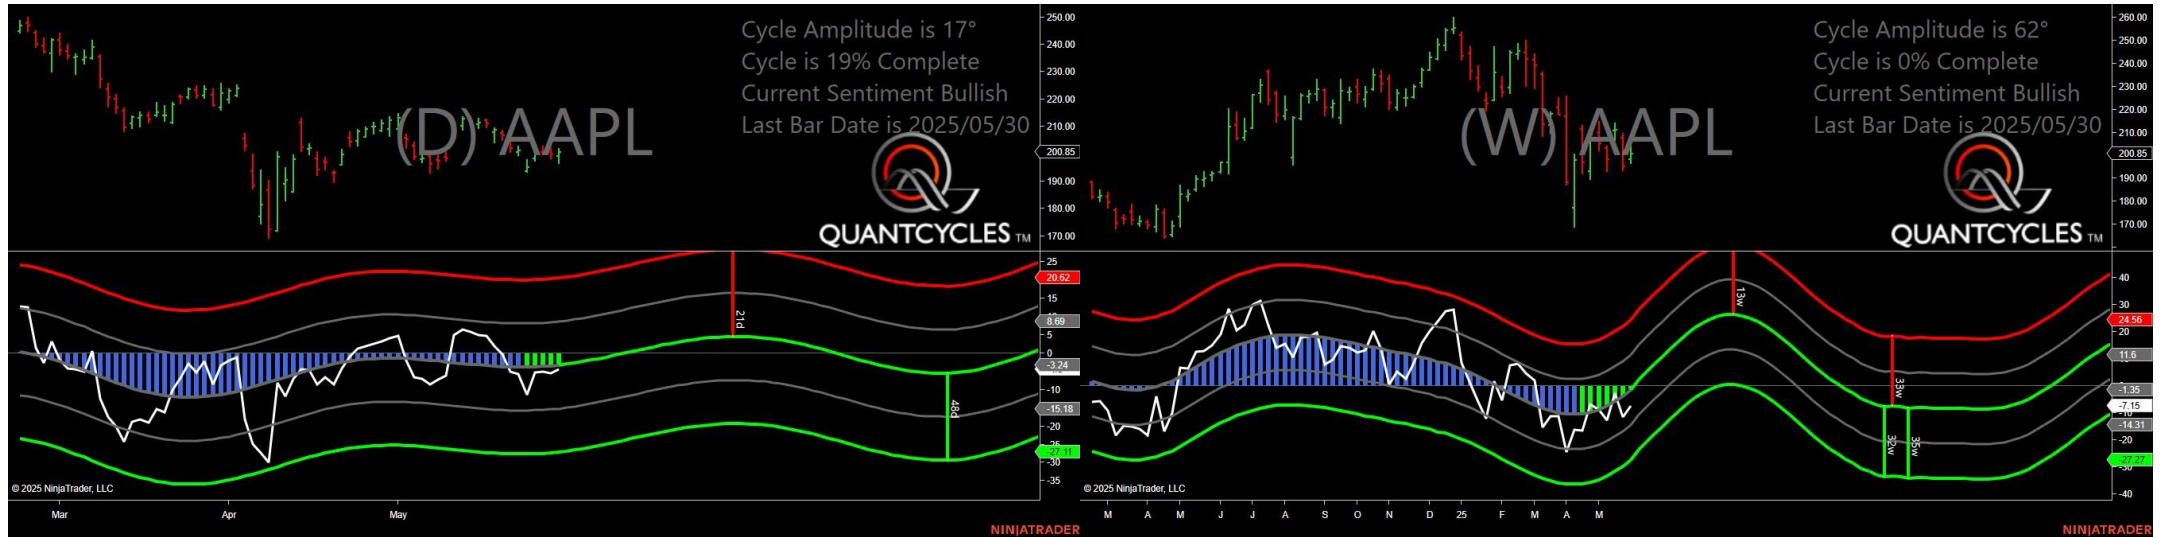 Cycle Amplitude is 17°
Cycle is 19% Complete
Current Sentiment Bullish
Last Bar Date is 2025/05/30
(D) AAPL
QUANTCYCLES TM
250.00
240.00
230.00
220.00
210.00
200.85
190.00
180.00
170.00
25
20.62
15
8.69
5
0
-3.24
-10
-15.18
-20
-27.11
-30
-35
21d
48d
© 2025 NinjaTrader, LLC
Mar Apr May
NINJATRADER
Cycle Amplitude is 62°
Cycle is 0% Complete
Current Sentiment Bullish
Last Bar Date is 2025/05/30
(W) AAPL
QUANTCYCLES TM
260.00
250.00
240.00
230.00
220.00
210.00
200.85
190.00
180.00
170.00
40
30
24.56
20
11.6
-1.35
-7.15
-14.31
-20
-27.27
-40
13w
33w
32w
35w
© 2025 NinjaTrader, LLC
M A M J J A S O N D 25 F M A M
NINJATRADER